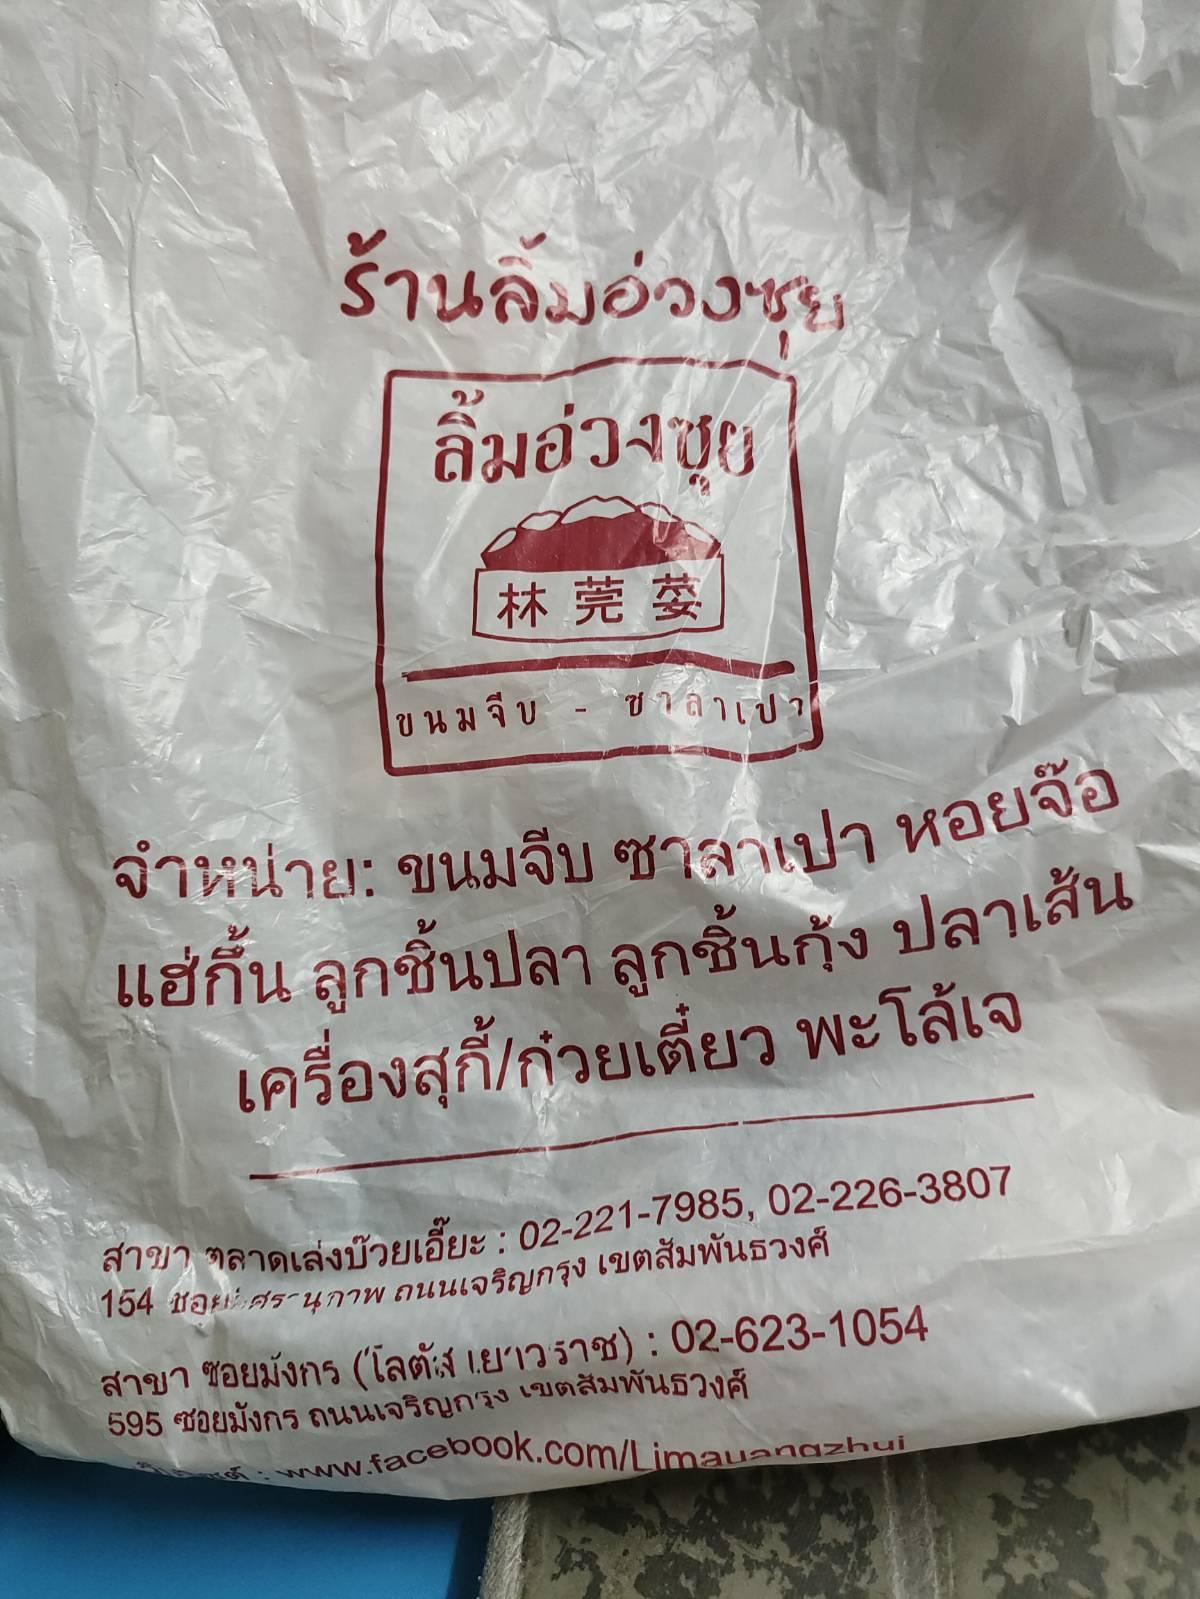 ร้านลิ้มอ่วงซุย
ลิ้มอ่วงซุย
林莞荽
ขนมจีบ - ซาลาเปา
จำหน่าย: ขนมจีบ ซาลาเปา หอยจ๊อ
แฮ่กึ้น ลูกชิ้นปลา ลูกชิ้นกุ้ง ปลาเส้น
เครื่องสุกี้/ก๋วยเตี๋ยว พะโล้เจ
สาขา ตลาดเล่งบ๊วยเอี๊ยะ : 02-221-7985, 02-226-3807
154 ถนนเจริญกรุง เขตสัมพันธวงศ์
สาขา ซอยมังกร (โลตัส เยาวราช) : 02-623-1054
595 ซอยมังกร ถนนเจริญกรุง เขตสัมพันธวงศ์
: www.facebook.com/Limauangzhui